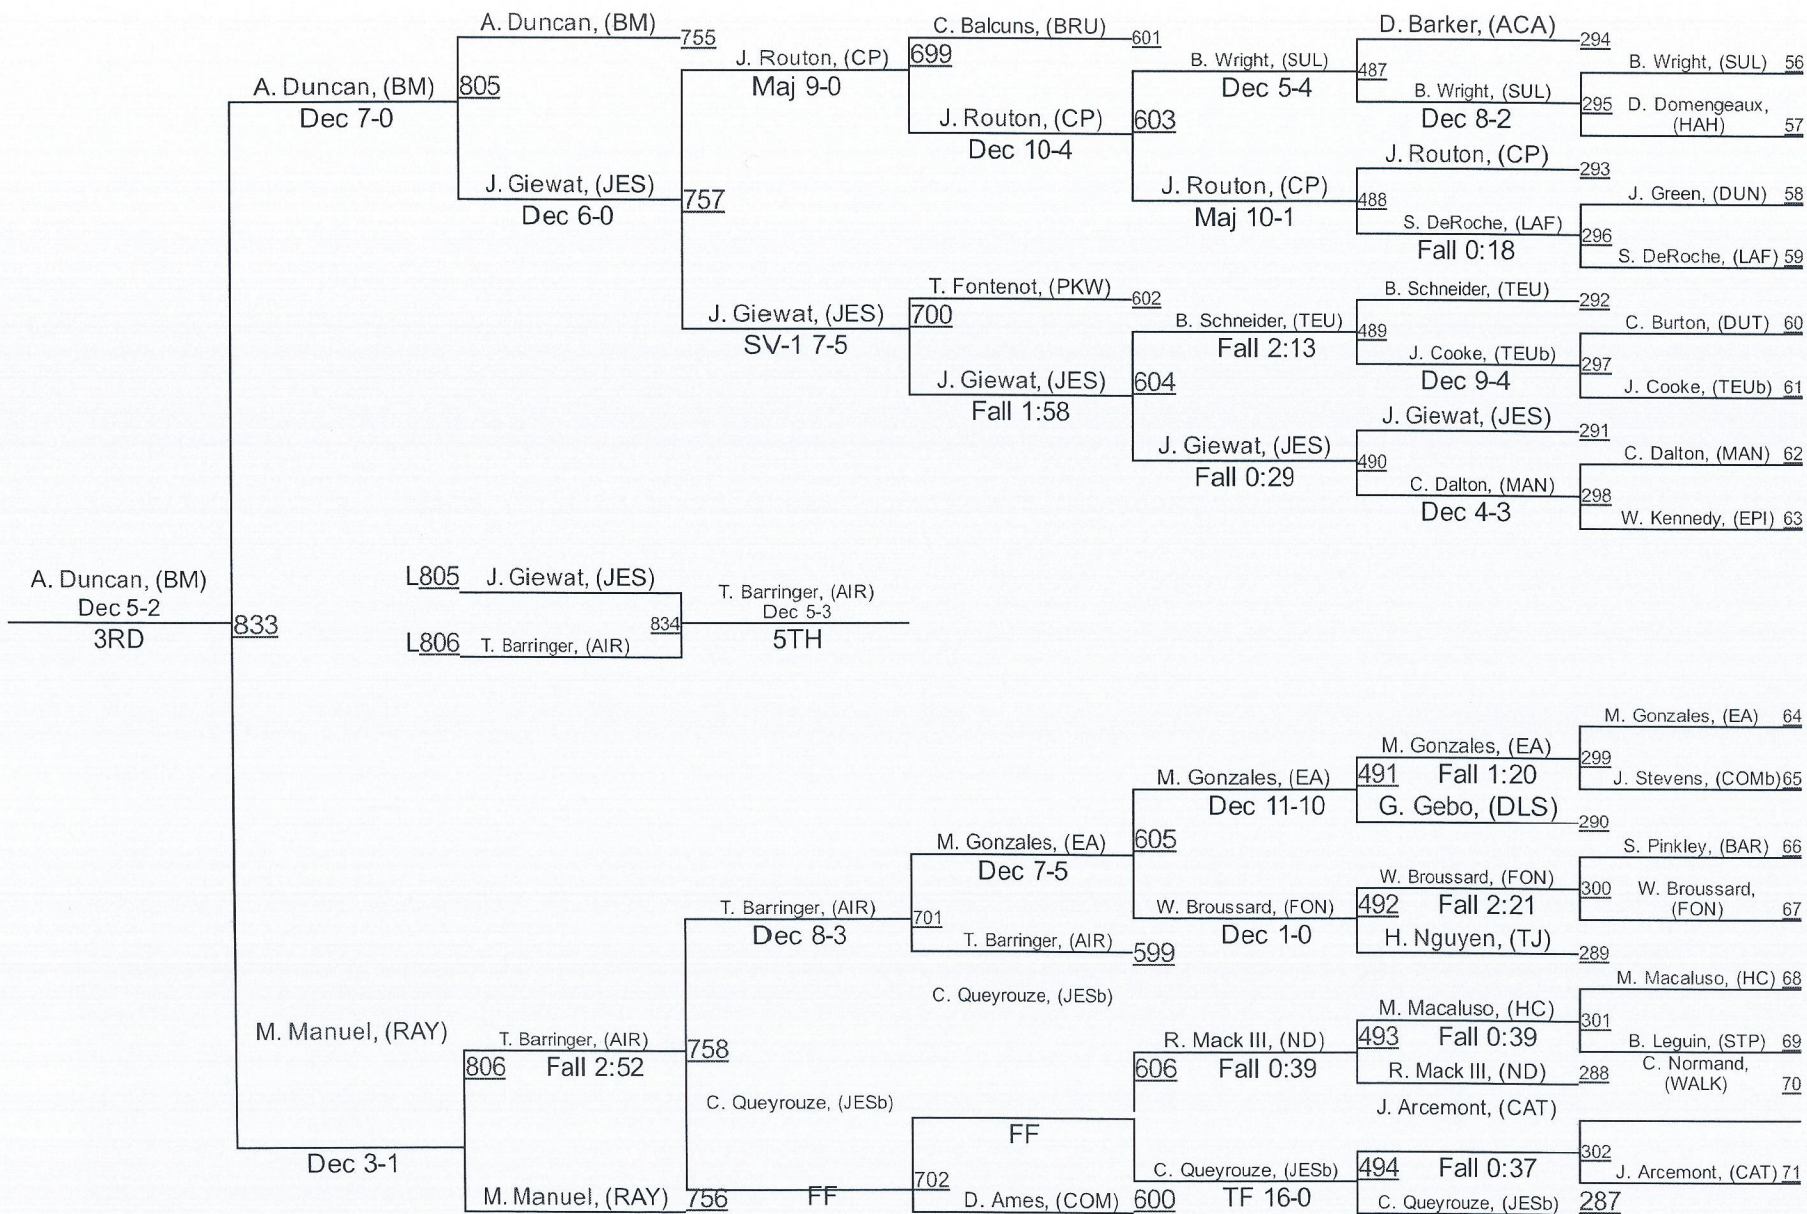 A. Duncan, (BM)
755
A. Duncan, (BM)
Dec 7-0
805
J. Giewat, (JES)
Dec 6-0
757
J. Routon, (CP)
Maj 9-0
699
C. Balcuns, (BRU)
601
J. Routon, (CP)
Dec 10-4
603
B. Wright, (SUL)
Dec 5-4
487
D. Barker, (ACA)
294
B. Wright, (SUL)
Dec 8-2
295
B. Wright, (SUL) 56
D. Domengeaux,
(HAH) 57
J. Routon, (CP)
Maj 10-1
488
J. Routon, (CP)
293
S. DeRoche, (LAF)
Fall 0:18
296
J. Green, (DUN) 58
S. DeRoche, (LAF) 59
J. Giewat, (JES)
SV-1 7-5
700
T. Fontenot, (PKW)
602
J. Giewat, (JES)
Fall 1:58
604
B. Schneider, (TEU)
Fall 2:13
489
B. Schneider, (TEU)
292
J. Cooke, (TEUb)
Dec 9-4
297
C. Burton, (DUT) 60
J. Cooke, (TEUb) 61
J. Giewat, (JES)
Fall 0:29
490
J. Giewat, (JES)
291
C. Dalton, (MAN)
Dec 4-3
298
C. Dalton, (MAN) 62
W. Kennedy, (EPI) 63
A. Duncan, (BM)
Dec 5-2
3RD
833
L805 J. Giewat, (JES)
L806 T. Barringer, (AIR)
834
T. Barringer, (AIR)
Dec 5-3
5TH
M. Gonzales, (EA) 64
M. Gonzales, (EA)
299
491 Fall 1:20
J. Stevens, (COMb) 65
M. Gonzales, (EA)
Dec 11-10
G. Gebo, (DLS)
290
M. Gonzales, (EA)
Dec 7-5
605
S. Pinkley, (BAR) 66
W. Broussard, (FON)
300
492 Fall 2:21
W. Broussard,
(FON) 67
W. Broussard, (FON)
Dec 1-0
H. Nguyen, (TJ)
289
T. Barringer, (AIR)
Dec 8-3
701
T. Barringer, (AIR)
599
C. Queyrouze, (JESb)
M. Macaluso, (HC) 68
M. Macaluso, (HC)
301
493 Fall 0:39
B. Leguin, (STP) 69
R. Mack III, (ND)
606 Fall 0:39
R. Mack III, (ND) 288
C. Normand,
(WALK) 70
M. Manuel, (RAY)
T. Barringer, (AIR)
806 Fall 2:52
758
C. Queyrouze, (JESb)
J. Arcemont, (CAT)
FF
302
Dec 3-1
C. Queyrouze, (JESb)
TF 16-0
494 Fall 0:37
J. Arcemont, (CAT) 71
M. Manuel, (RAY) 756
FF
702
D. Ames, (COM) 600
C. Queyrouze, (JESb) 287